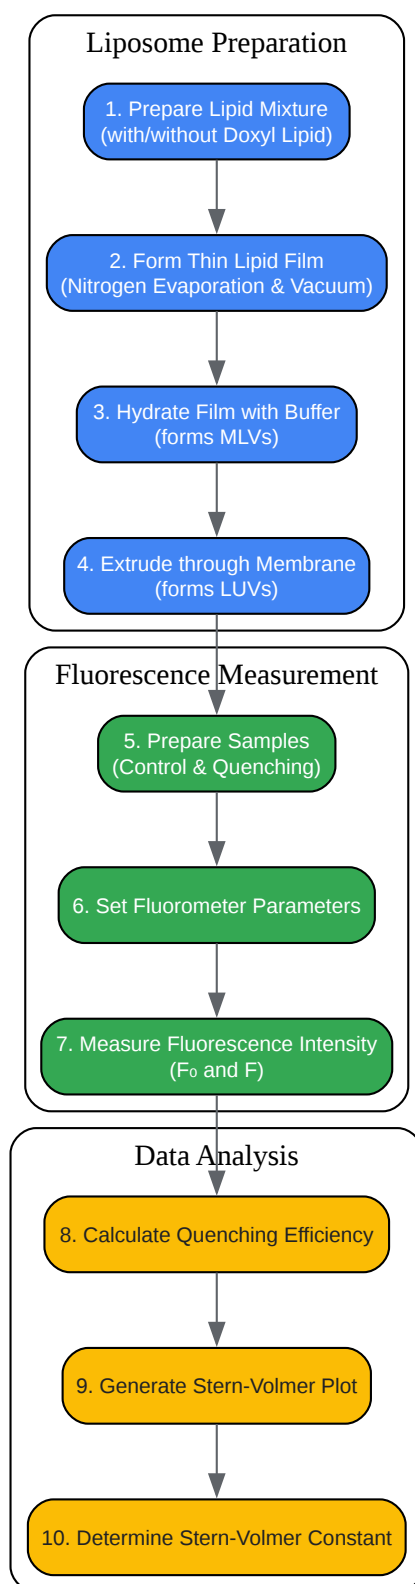 Liposome Preparation
1. Prepare Lipid Mixture
(with/without Doxyl Lipid)
2. Form Thin Lipid Film
(Nitrogen Evaporation & Vacuum)
3. Hydrate Film with Buffer
(forms MLVs)
4. Extrude through Membrane
(forms LUVs)
Fluorescence Measurement
5. Prepare Samples
(Control & Quenching)
6. Set Fluorometer Parameters
7. Measure Fluorescence Intensity
(F₀ and F)
Data Analysis
8. Calculate Quenching Efficiency
9. Generate Stern-Volmer Plot
10. Determine Stern-Volmer Constant